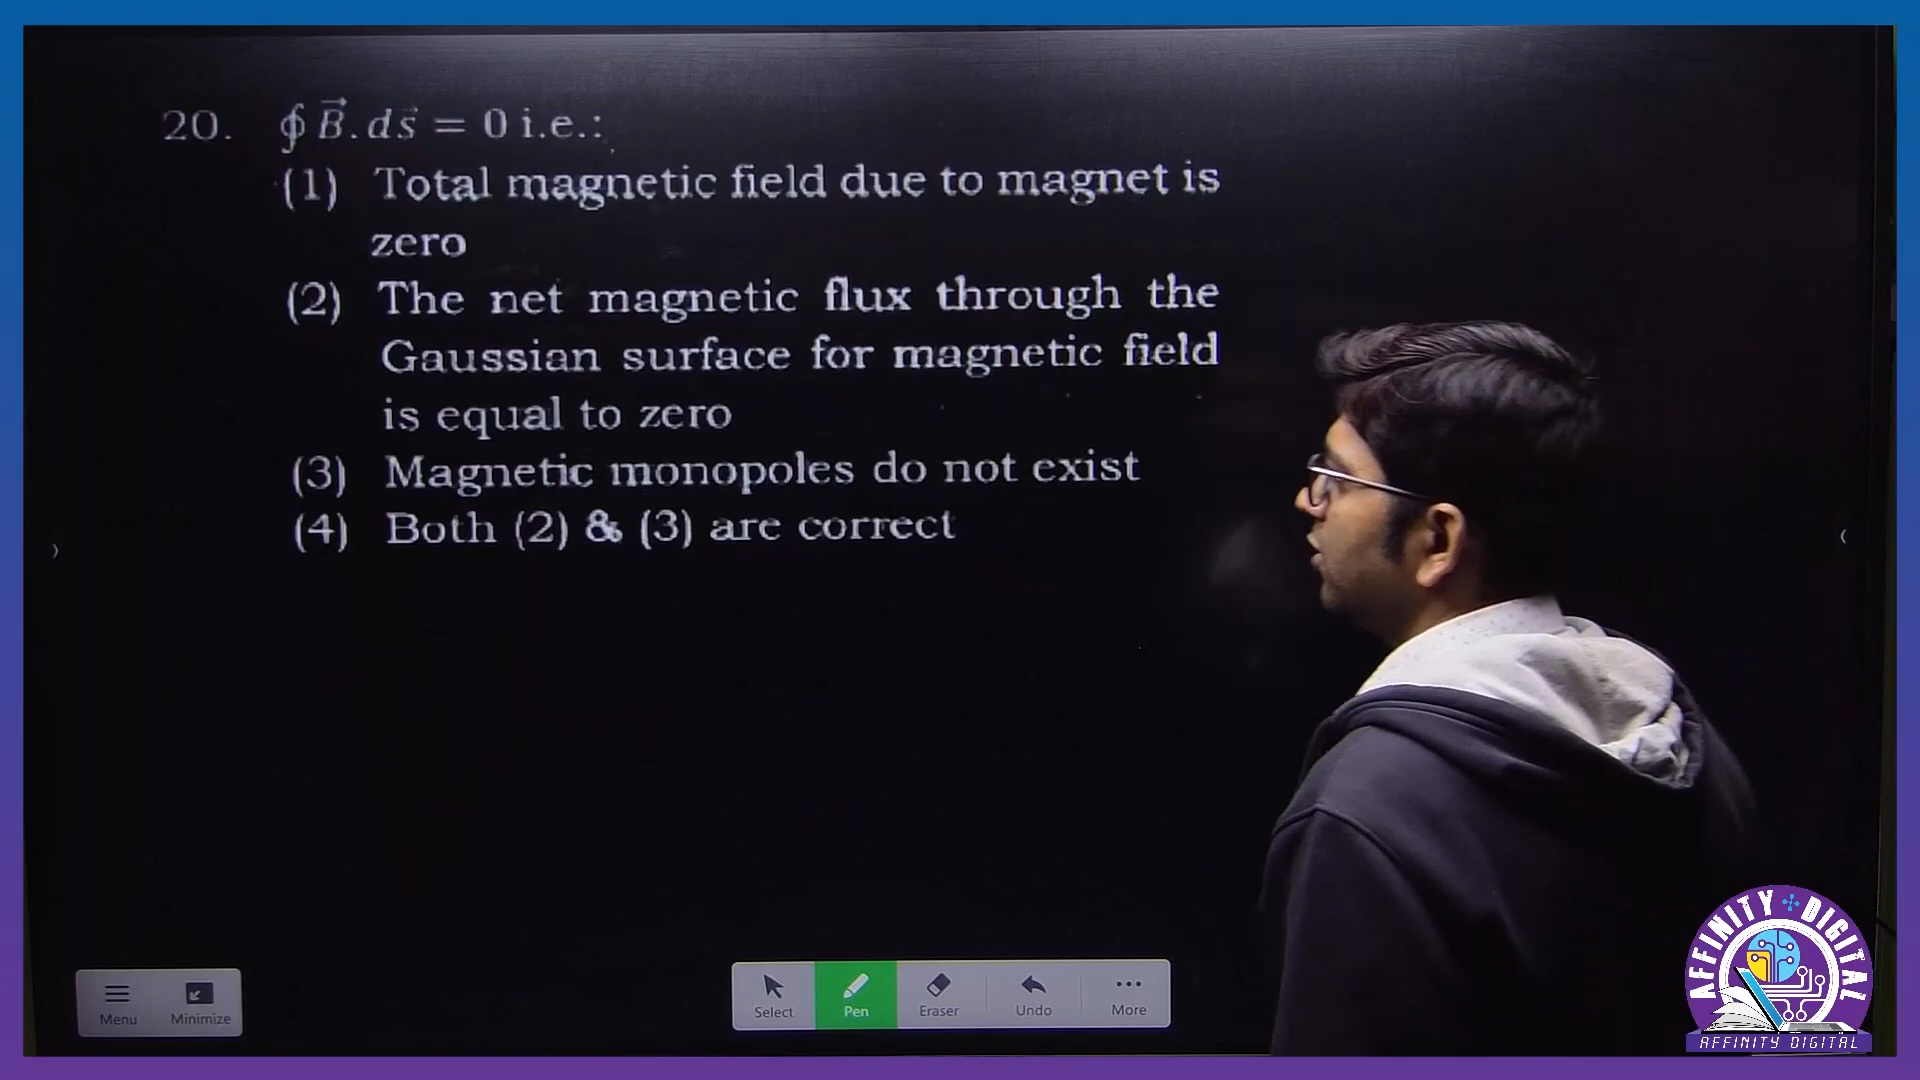 20. ∮ B⃗. ds⃗ = 0 i.e.:
(1) Total magnetic field due to magnet is
zero
(2) The net magnetic flux through the
Gaussian surface for magnetic field
is equal to zero
(3) Magnetic monopoles do not exist
(4) Both (2) & (3) are correct
Menu Minimize
Select Pen Eraser Undo More
AFFINITY DIGITAL
AFFINITY DIGITAL